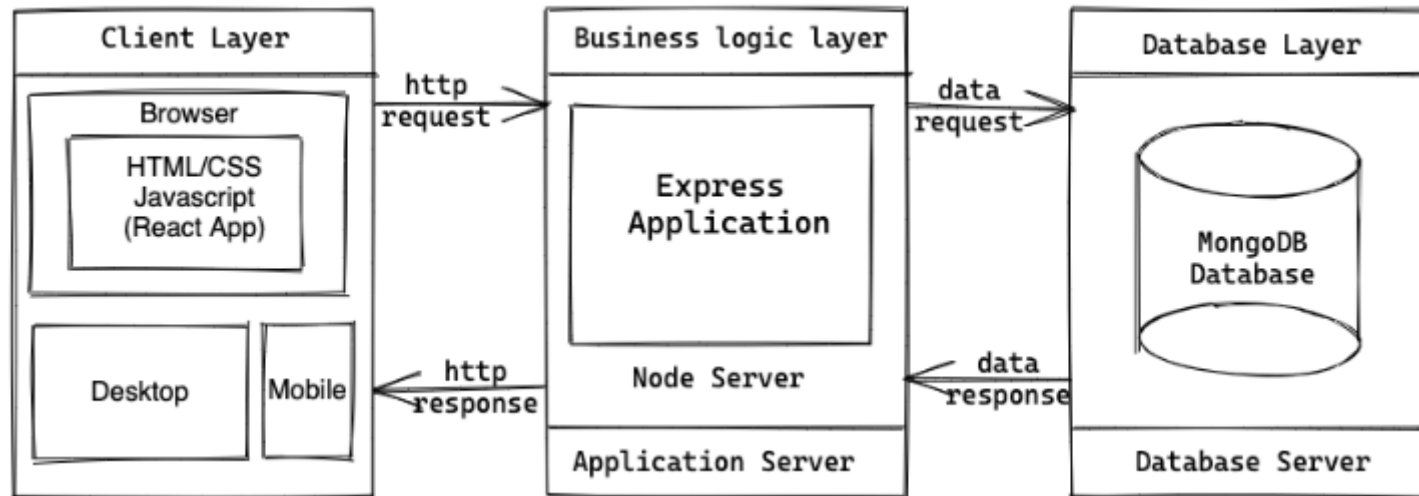 Client Layer
Browser
HTML/CSS
Javascript
(React App)
Desktop
Mobile
http
request
http
response
Business logic layer
Express
Application
Node Server
Application Server
data
request
data
response
Database Layer
MongoDB
Database
Database Server